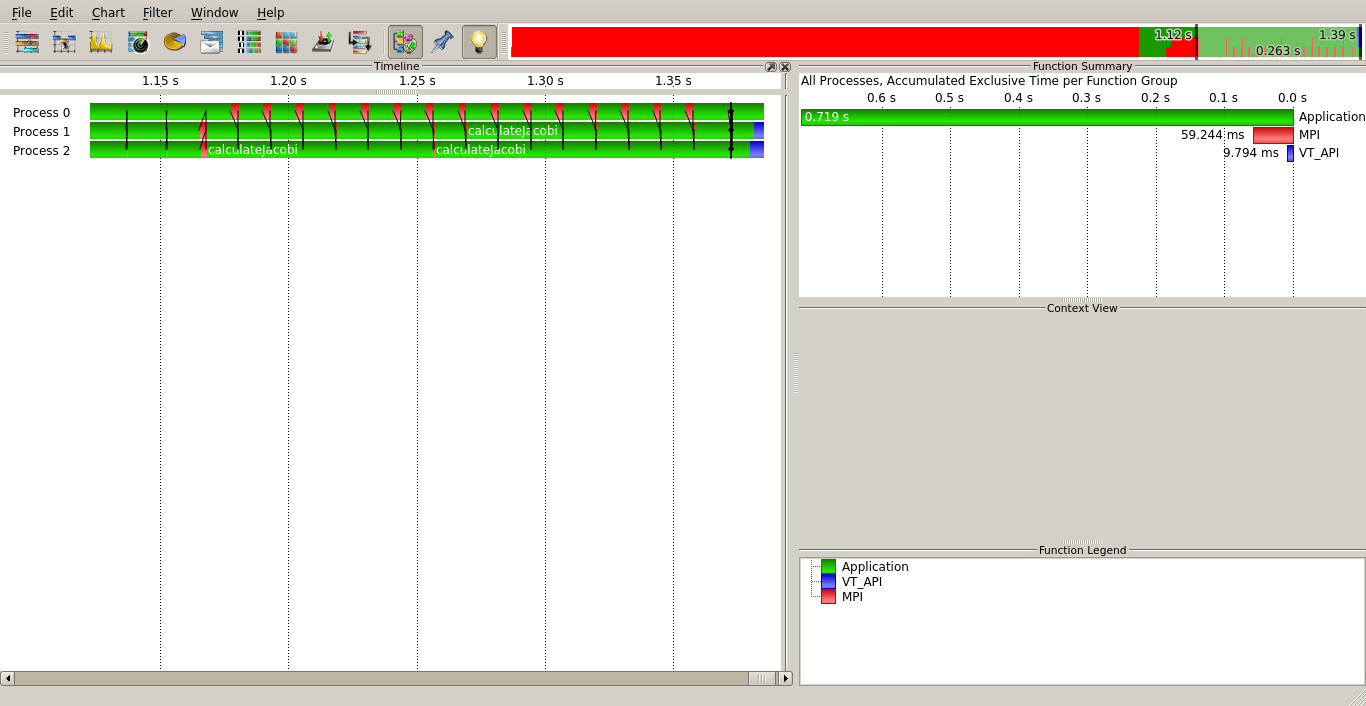 File Edit Chart Filter Window Help
1.12 s 1.39 s
0.263 s
Timeline
1.15 s 1.20 s 1.25 s 1.30 s 1.35 s
Process 0
Process 1 calculateJacobi
Process 2 calculateJacobi calculateJacobi
Function Summary
All Processes, Accumulated Exclusive Time per Function Group
0.6 s 0.5 s 0.4 s 0.3 s 0.2 s 0.1 s 0.0 s
0.719 s Application
59.244 ms MPI
9.794 ms VT_API
Context View
Function Legend
Application
VT_API
MPI